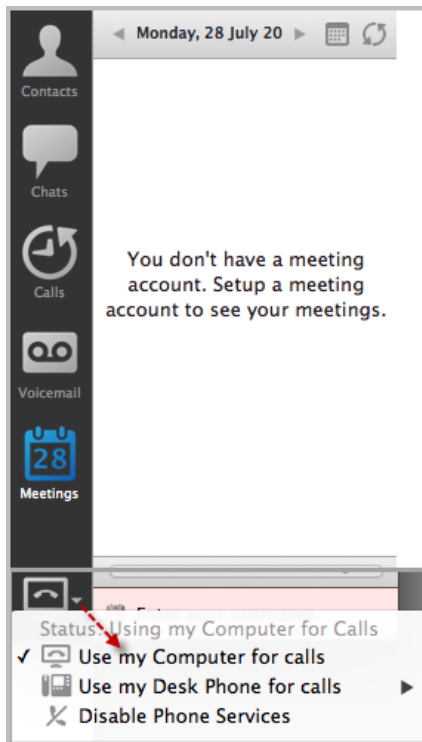 Monday, 28 July 20
Contacts
Chats
You don't have a meeting
account. Setup a meeting
account to see your meetings.
Calls
Voicemail
28
Meetings
Status: Using my Computer for Calls
✓ Use my Computer for calls
Use my Desk Phone for calls
Disable Phone Services